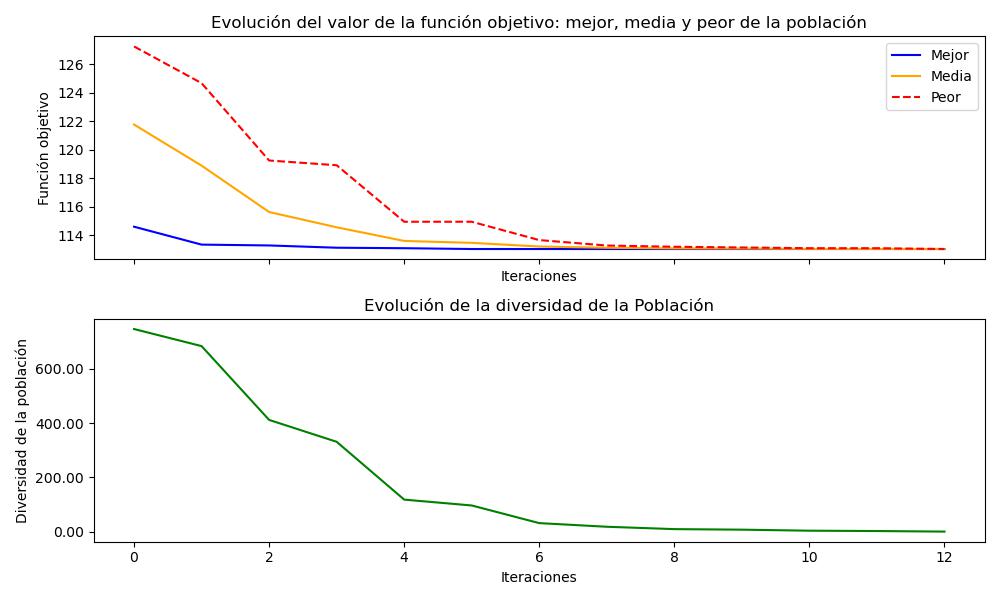 Evolución del valor de la función objetivo: mejor, media y peor de la población
Función objetivo
126
124
122
120
118
116
114
Mejor
Media
Peor
Iteraciones
Evolución de la diversidad de la Población
Diversidad de la población
600.00
400.00
200.00
0.00
0 2 4 6 8 10 12
Iteraciones